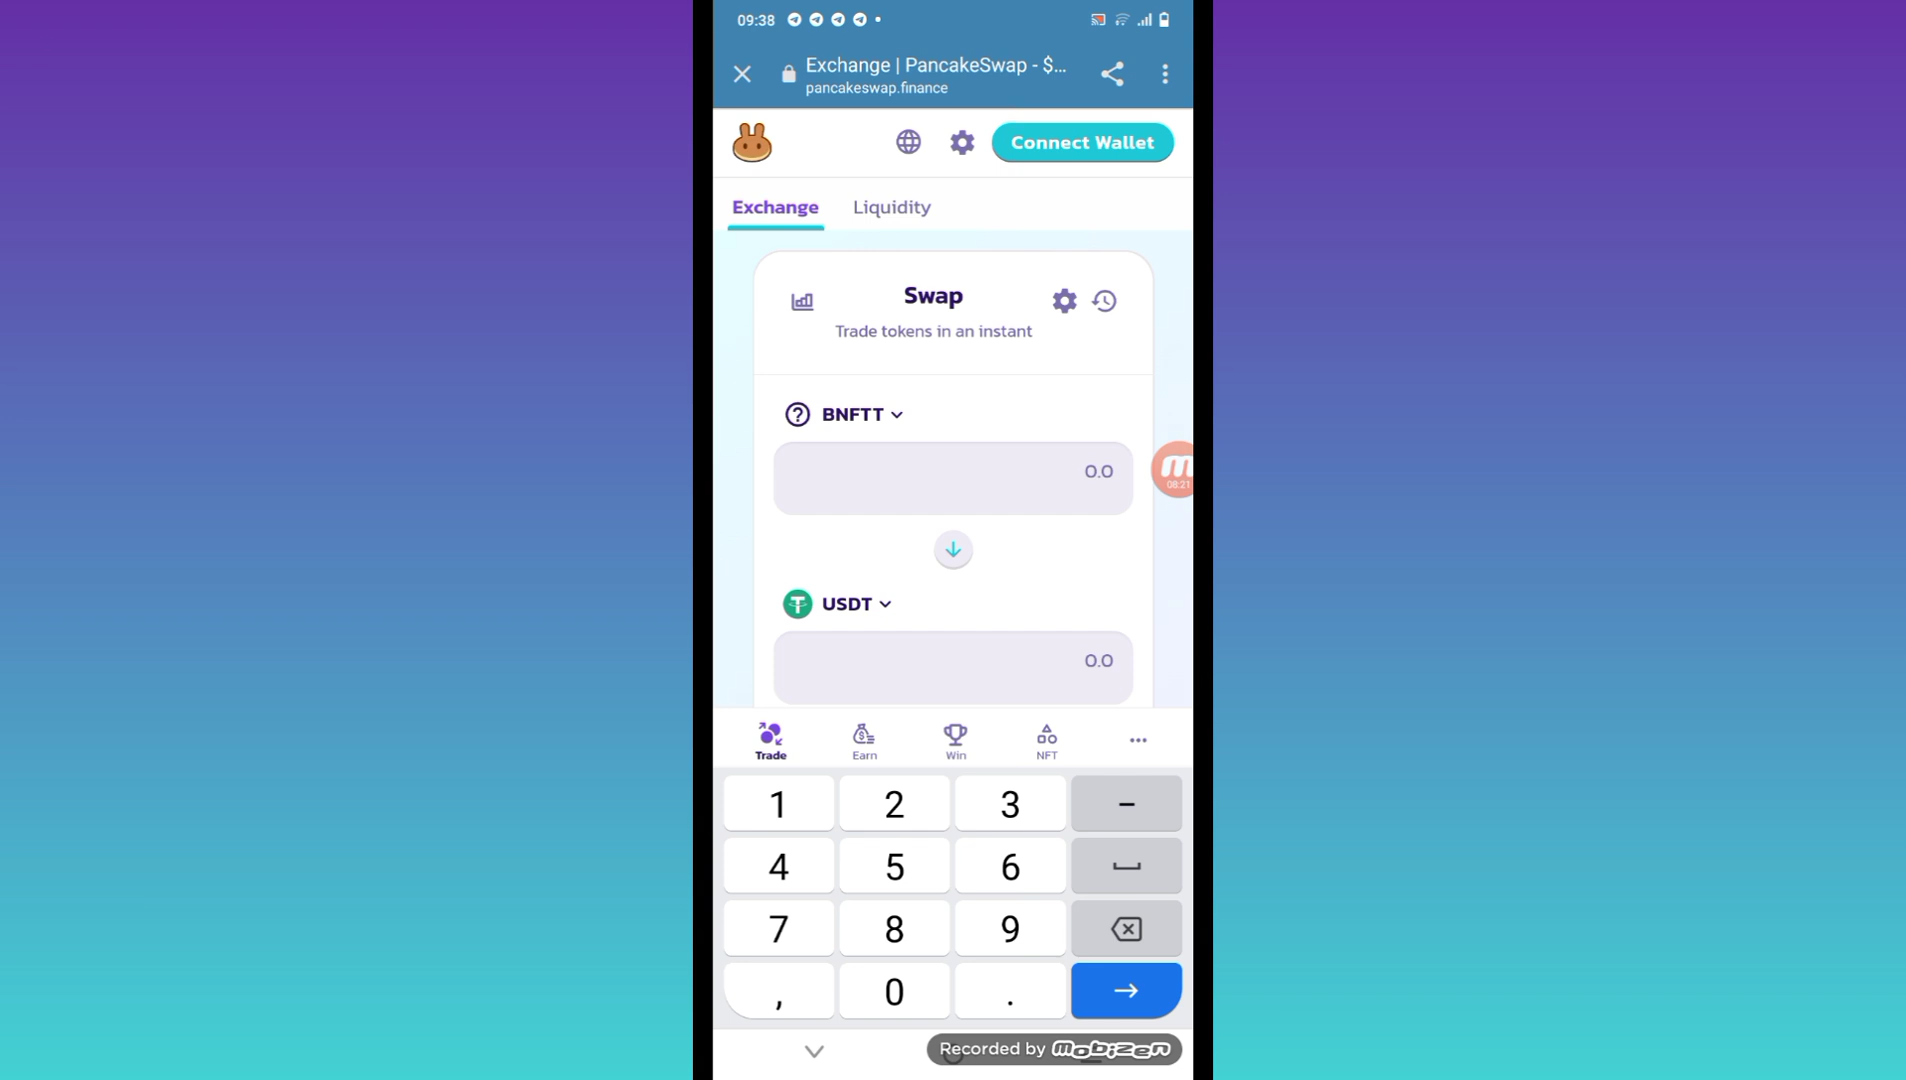 09:38
Exchange | PancakeSwap - $...
pancakeswap.finance
Connect Wallet
Exchange Liquidity
Swap
Trade tokens in an instant
BNFTT
0.0
m
08:21
USDT
0.0
Trade Earn Win NFT
1 2 3 -
4 5 6
7 8 9
, 0 .
Recorded by mobizen